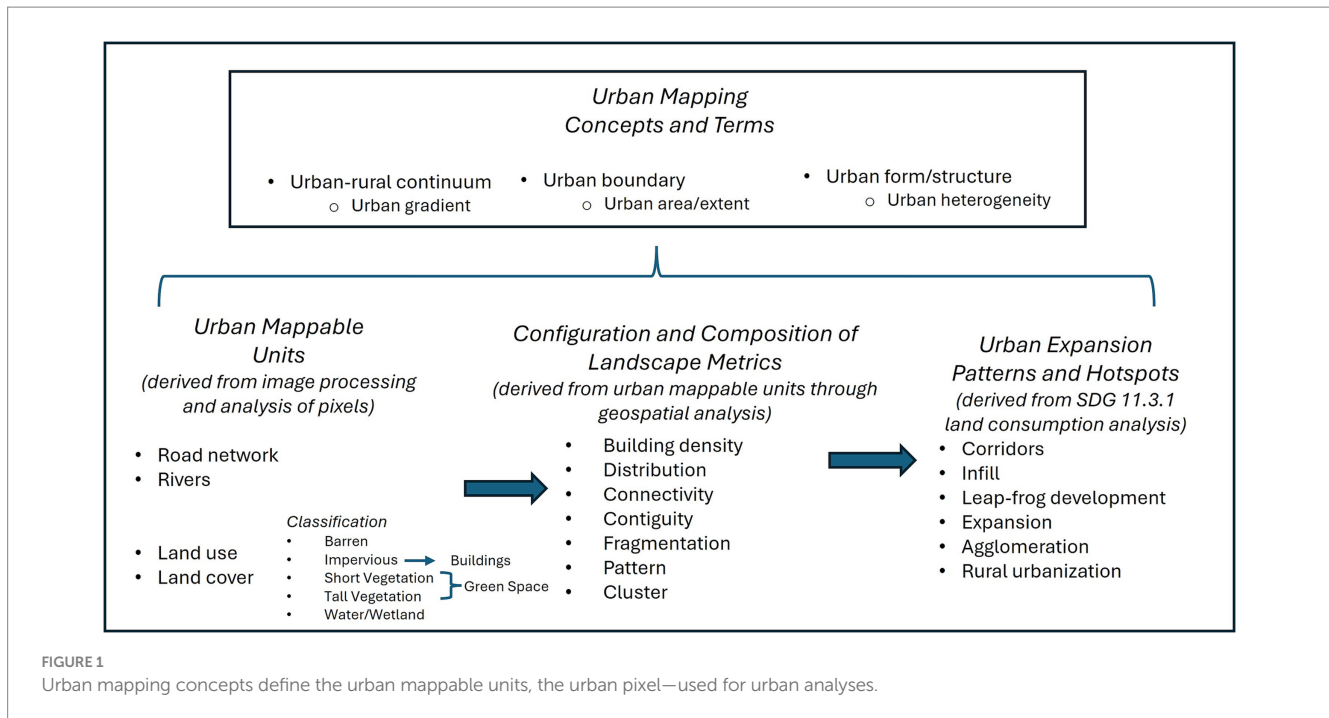 Urban Mapping
Concepts and Terms
• Urban-rural continuum
○ Urban gradient
• Urban boundary
○ Urban area/extent
• Urban form/structure
○ Urban heterogeneity
Urban Mappable
Units
(derived from image processing
and analysis of pixels)
• Road network
• Rivers
• Land use
• Land cover
Classification
• Barren
• Impervious
Buildings
• Short Vegetation
• Tall Vegetation
Green Space
• Water/Wetland
Configuration and Composition of
Landscape Metrics
(derived from urban mappable units through
geospatial analysis)
• Building density
• Distribution
• Connectivity
• Contiguity
• Fragmentation
• Pattern
• Cluster
Urban Expansion
Patterns and Hotspots
(derived from SDG 11.3.1
land consumption analysis)
• Corridors
• Infill
• Leap-frog development
• Expansion
• Agglomeration
• Rural urbanization
FIGURE 1
Urban mapping concepts define the urban mappable units, the urban pixel—used for urban analyses.